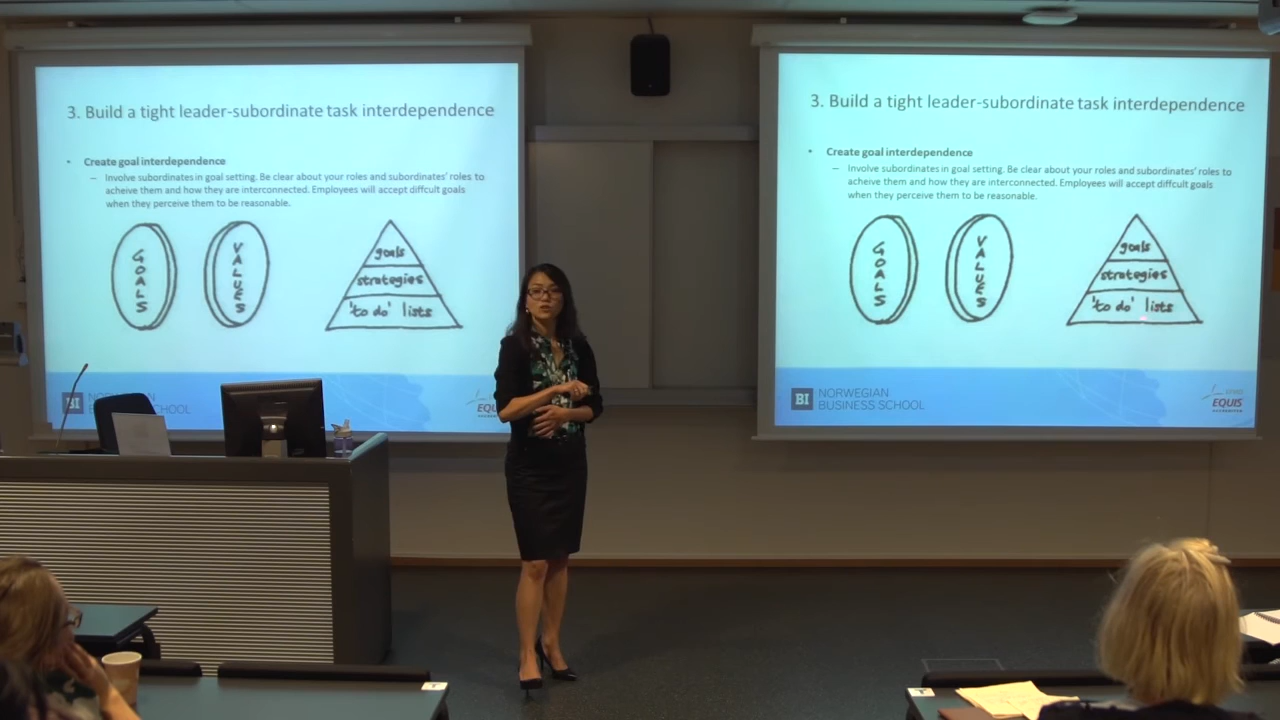 3. Build a tight leader-subordinate task interdependence
• Create goal interdependence
– Involve subordinates in goal setting. Be clear about your roles and subordinates' roles to
acheive them and how they are interconnected. Employees will accept diffcult goals
when they perceive them to be reasonable.
GOALS
VALUES
goals
strategies
'to do' lists
BI
NORWEGIAN
BUSINESS SCHOOL
EQUIS
3. Build a tight leader-subordinate task interdependence
• Create goal interdependence
– Involve subordinates in goal setting. Be clear about your roles and subordinates' roles to
acheive them and how they are interconnected. Employees will accept diffcult goals
when they perceive them to be reasonable.
GOALS
VALUES
goals
strategies
'to do' lists
BI
NORWEGIAN
BUSINESS SCHOOL
EQUIS